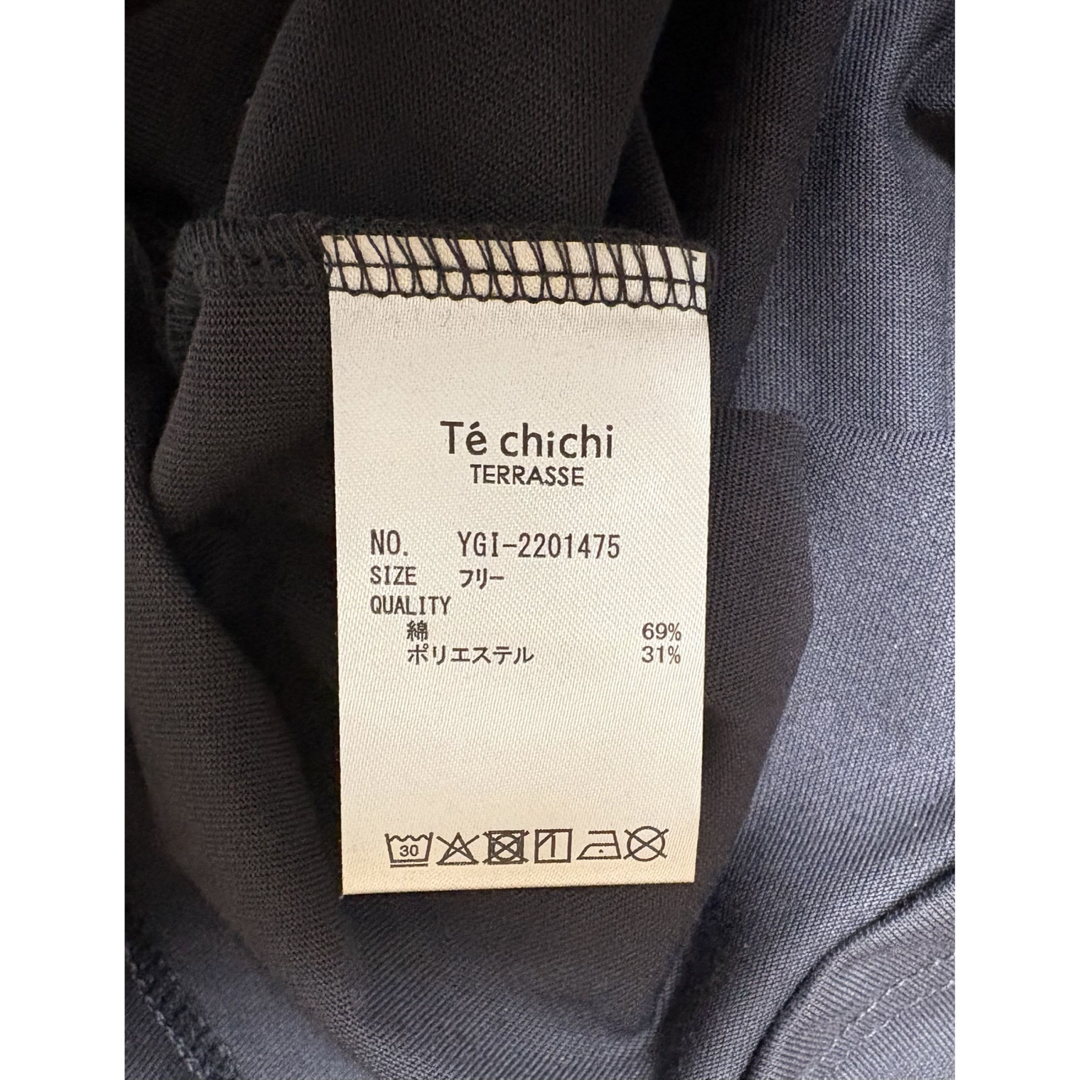 Té chichi
TERRASSE
NO. YGI-2201475
SIZE フリー
QUALITY
綿 69%
ポリエステル 31%
30